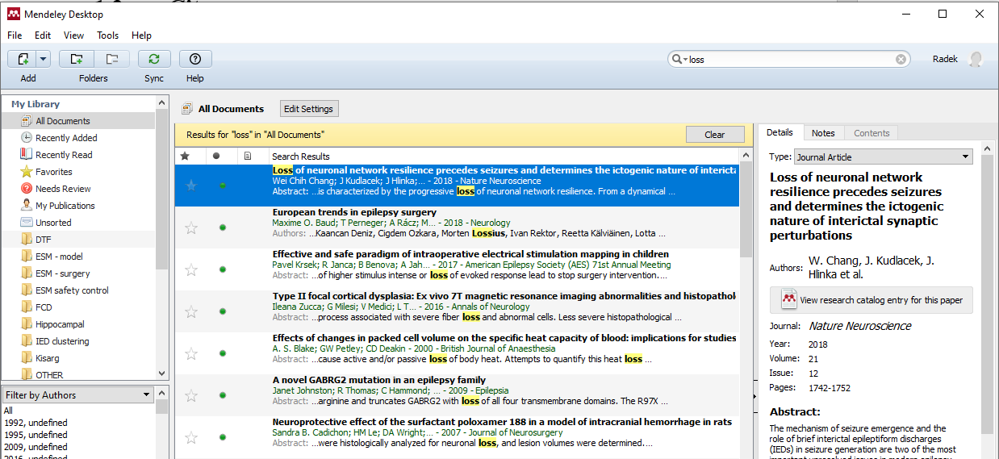 Mendeley Desktop
File Edit View Tools Help
loss
Radek
Add Folders Sync Help
My Library
All Documents
Recently Added
Recently Read
Favorites
Needs Review
My Publications
Unsorted
DTF
ESM - model
ESM - surgery
ESM safety control
FCD
Hippocampal
IED clustering
Kisarg
OTHER
Filter by Authors
All
1992, undefined
1995, undefined
2009, undefined
2016, undefined
All Documents Edit Settings
Results for "loss" in "All Documents" Clear
Search Results
Loss of neuronal network resilience precedes seizures and determines the ictogenic nature of intericta
Wei Chih Chang; J Kudlacek; J Hlinka;... - 2018 - Nature Neuroscience
Abstract: ...is characterized by the progressive loss of neuronal network resilience. From a dynamical ...
European trends in epilepsy surgery
Maxime O. Baud; T Perneger; A Rácz; M... - 2018 - Neurology
Authors: ...Kaancan Deniz, Cigdem Ozkara, Morten Lossius, Ivan Rektor, Reetta Kälviäinen, Lotta ...
Effective and safe paradigm of intraoperative electrical stimulation mapping in children
Pavel Krsek; R Janca; B Benova; A Jah... - 2017 - American Epilepsy Society (AES) 71st Annual Meeting
Abstract: ...of higher stimulus intense or loss of evoked response lead to stop surgery intervention....
Type II focal cortical dysplasia: Ex vivo 7T magnetic resonance imaging abnormalities and histopathol
Ileana Zucca; G Milesi; V Medici; L T... - 2016 - Annals of Neurology
Abstract: ...process associated with severe fiber loss and abnormal cells. Less severe histopathological ...
Effects of changes in packed cell volume on the specific heat capacity of blood: implications for studies
A. S. Blake; GW Petley; CD Deakin - 2000 - British Journal of Anaesthesia
Abstract: ...cause active and/or passive loss of body heat. Attempts to quantify this heat loss ...
A novel GABRG2 mutation in an epilepsy family
Janet Johnston; R Thomas; C Hammond; ... - 2009 - Epilepsia
Abstract: ...arginine and truncates GABRG2 with loss of all four transmembrane domains. The R97X ...
Neuroprotective effect of the surfactant poloxamer 188 in a model of intracranial hemorrhage in rats
Sandra B. Cadichon; HM Le; DA Wright;... - 2007 - Journal of Neurosurgery
Abstract: ...were histologically analyzed for neuronal loss, and lesion volumes were determined....
Details Notes Contents
Type: Journal Article
Loss of neuronal network
resilience precedes seizures
and determines the ictogenic
nature of interictal synaptic
perturbations
Authors: W. Chang, J. Kudlacek, J.
Hlinka et al.
View research catalog entry for this paper
Journal: Nature Neuroscience
Year: 2018
Volume: 21
Issue: 12
Pages: 1742-1752
Abstract:
The mechanism of seizure emergence and the
role of brief interictal epileptiform discharges
(IEDs) in seizure generation are two of the most
important unresolved issues in modern epilepsy